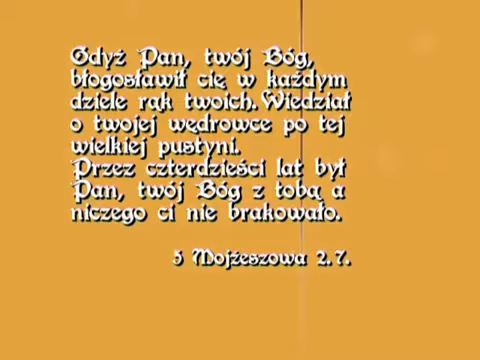 Gdyż Pan, twój Bóg,
błogosławił cię w każdym
dziele rąk twoich. Wiedział
o twojej wędrowce po tej
wielkiej pustyni.
Przez czterdzieści lat był
Pan, twój Bóg z tobą a
niczego ci nie brakowało.
5 Mojżeszowa 2. 7.